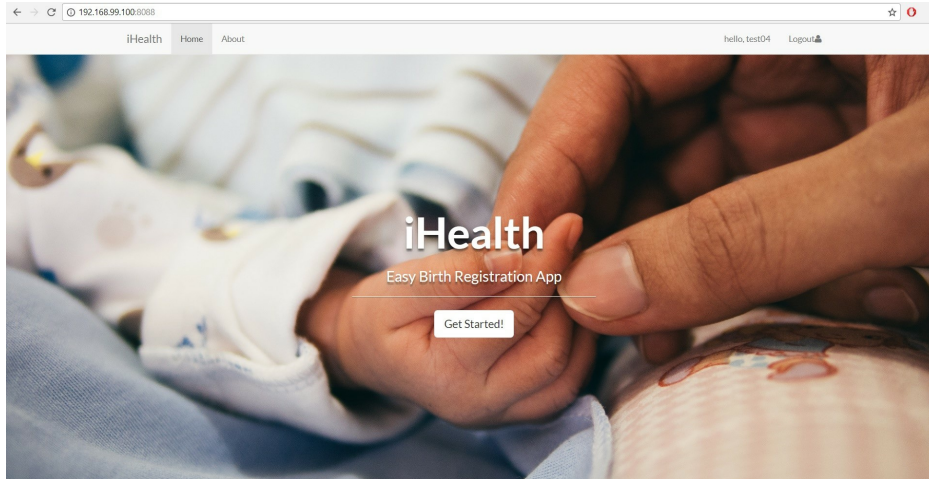 192.168.99.100:8088
iHealth Home About hello, test04 Logout
iHealth
Easy Birth Registration App
Get Started!